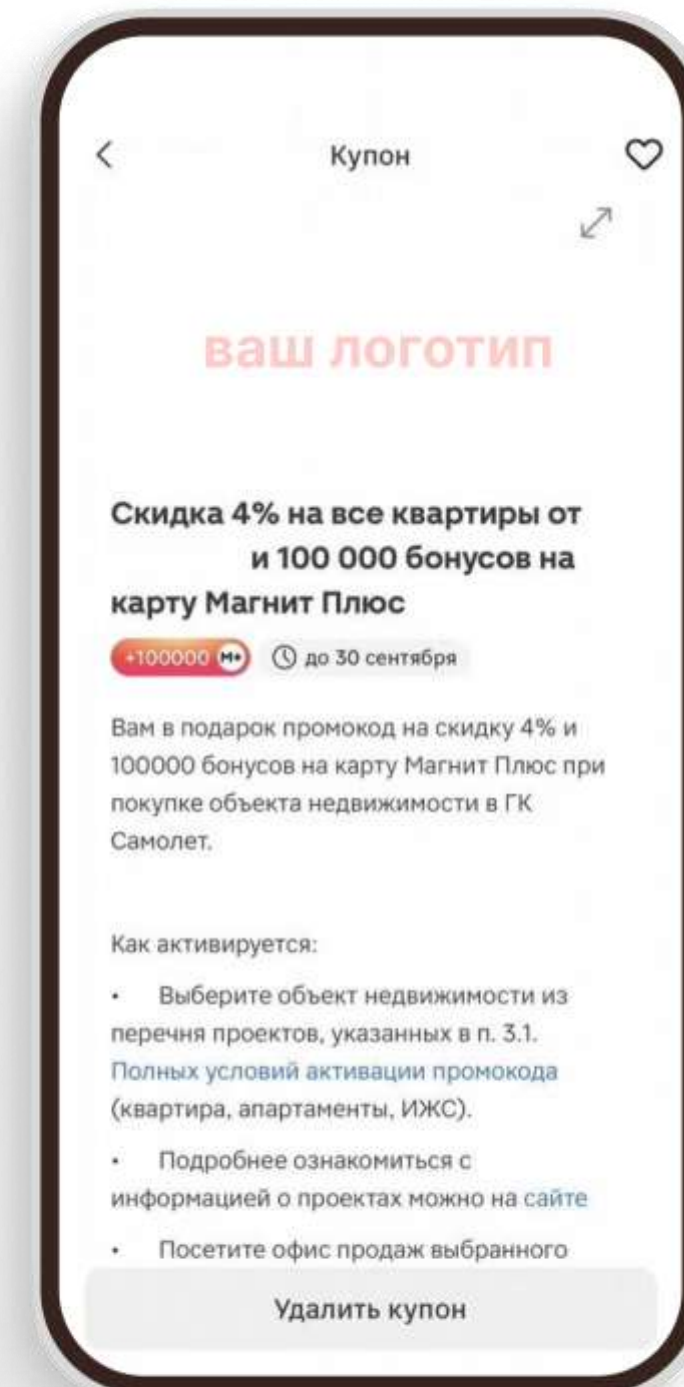 Купон
ваш логотип
Скидка 4% на все квартиры от
и 100 000 бонусов на
карту Магнит Плюс
+100000 М+ до 30 сентября
Вам в подарок промокод на скидку 4% и
100000 бонусов на карту Магнит Плюс при
покупке объекта недвижимости в ГК
Самолет.
Как активируется:
• Выберите объект недвижимости из
перечня проектов, указанных в п. 3.1.
Полных условий активации промокода
(квартира, апартаменты, ИЖС).
• Подробнее ознакомиться с
информацией о проектах можно на сайте
• Посетите офис продаж выбранного
Удалить купон